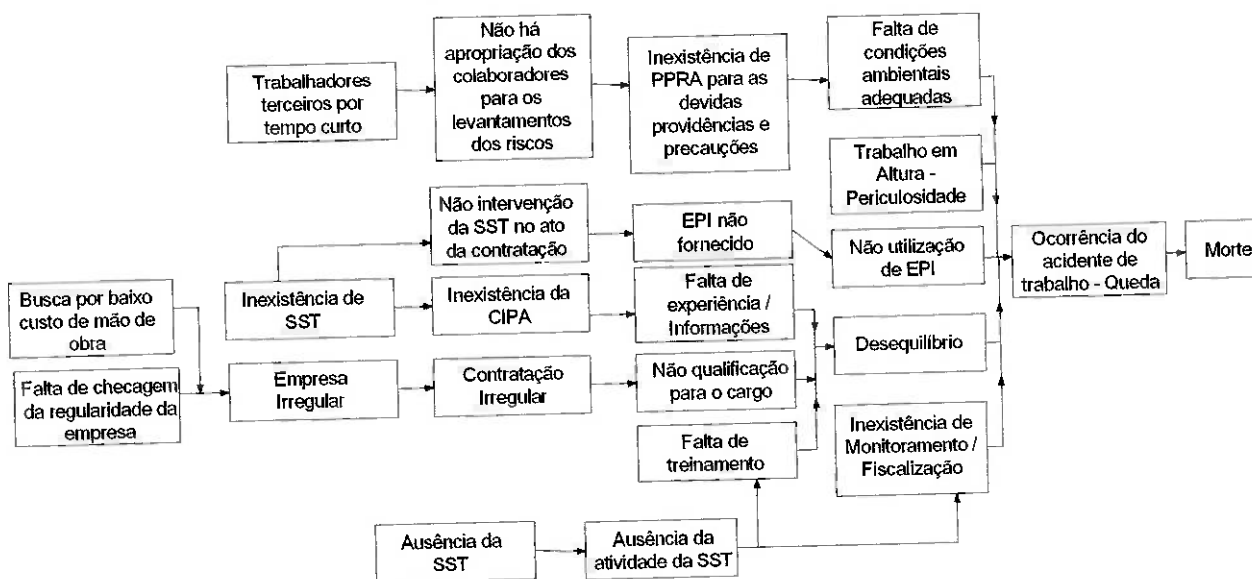 Trabalhadores
terceiros por
tempo curto
Não há
apropriação dos
colaboradores
para os
levantamentos
dos riscos
Inexistência de
PPRA para as
devidas
providências e
precauções
Falta de
condições
ambientais
adequadas
Trabalho em
Altura -
Periculosidade
Não intervenção
da SST no ato
da contratação
EPI não
fornecido
Não utilização
de EPI
Ocorrência do
acidente de
trabalho - Queda
Morte
Busca por baixo
custo de mão de
obra
Inexistência de
SST
Inexistência da
CIPA
Falta de
experiência /
Informações
Desequilíbrio
Falta de checagem
da regularidade da
empresa
Empresa
Irregular
Contratação
Irregular
Não qualificação
para o cargo
Falta de
treinamento
Inexistência de
Monitoramento /
Fiscalização
Ausência da
SST
Ausência da
atividade da SST